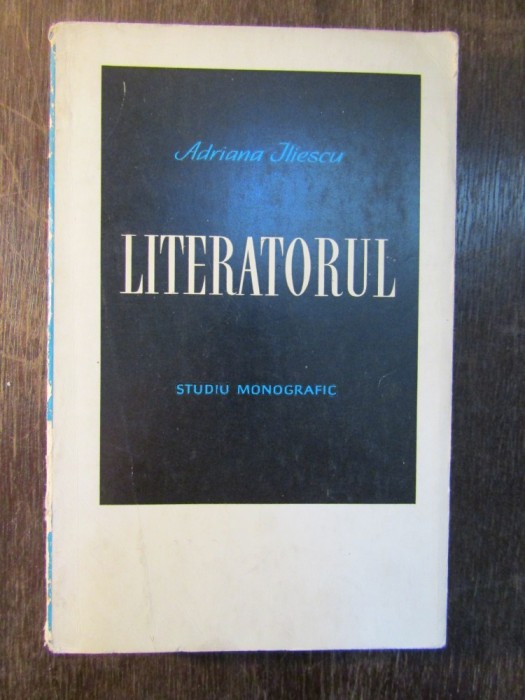 Adriana Iliescu
LITERATORUL
STUDIU MONOGRAFIC